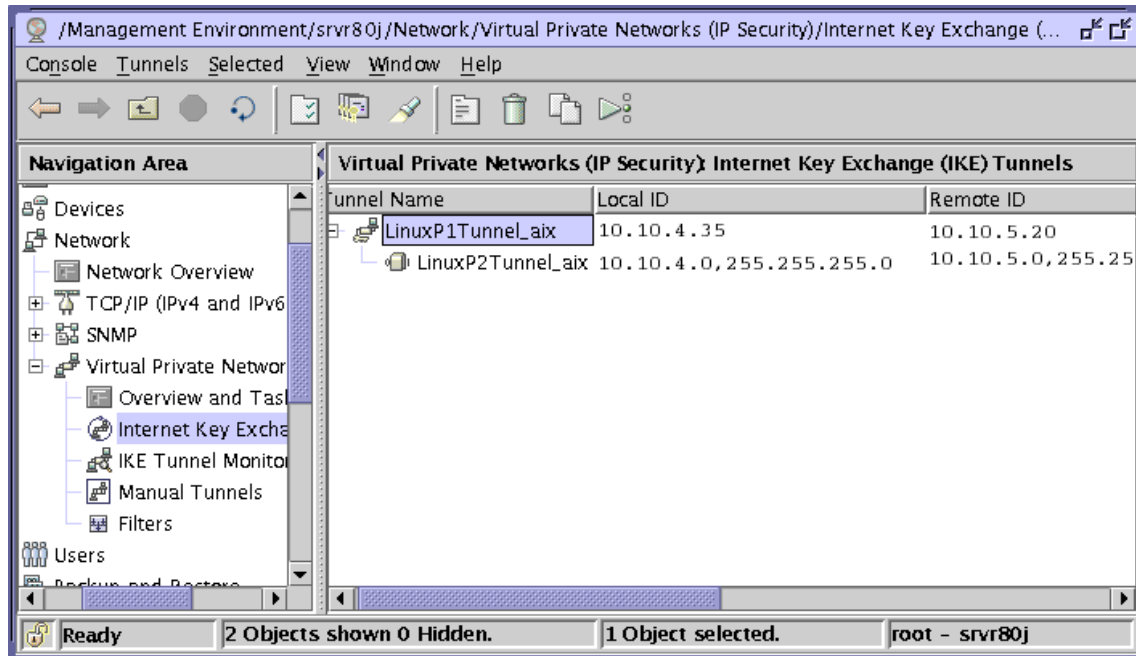 /Management Environment/srvr80j/Network/Virtual Private Networks (IP Security)/Internet Key Exchange (...
Console Tunnels Selected View Window Help
Navigation Area
Devices
Network
Network Overview
TCP/IP (IPv4 and IPv6
SNMP
Virtual Private Networ
Overview and Tas
Internet Key Excha
IKE Tunnel Monitor
Manual Tunnels
Filters
Users
Backup and Restore
Virtual Private Networks (IP Security): Internet Key Exchange (IKE) Tunnels
Tunnel Name Local ID Remote ID
LinuxP1Tunnel_aix 10.10.4.35 10.10.5.20
LinuxP2Tunnel_aix 10.10.4.0,255.255.255.0 10.10.5.0,255.25
Ready 2 Objects shown 0 Hidden. 1 Object selected. root - srvr80j